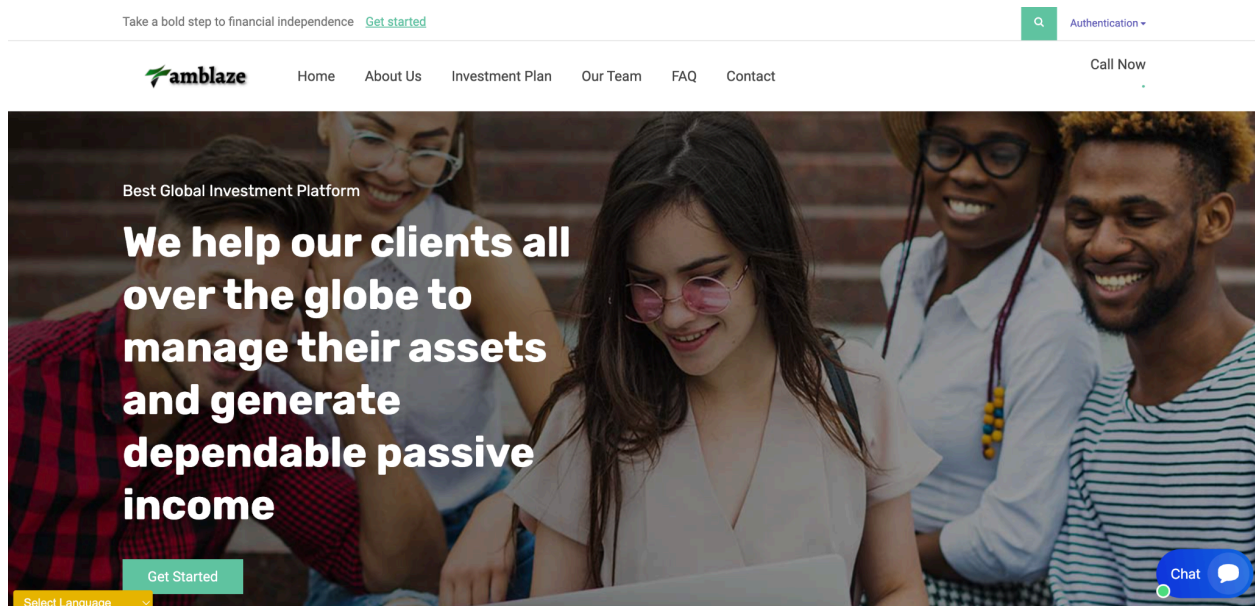 Take a bold step to financial independence Get started
Authentication
amblaze
Home About Us Investment Plan Our Team FAQ Contact
Call Now
Best Global Investment Platform
We help our clients all
over the globe to
manage their assets
and generate
dependable passive
income
Get Started
Select Language
Chat